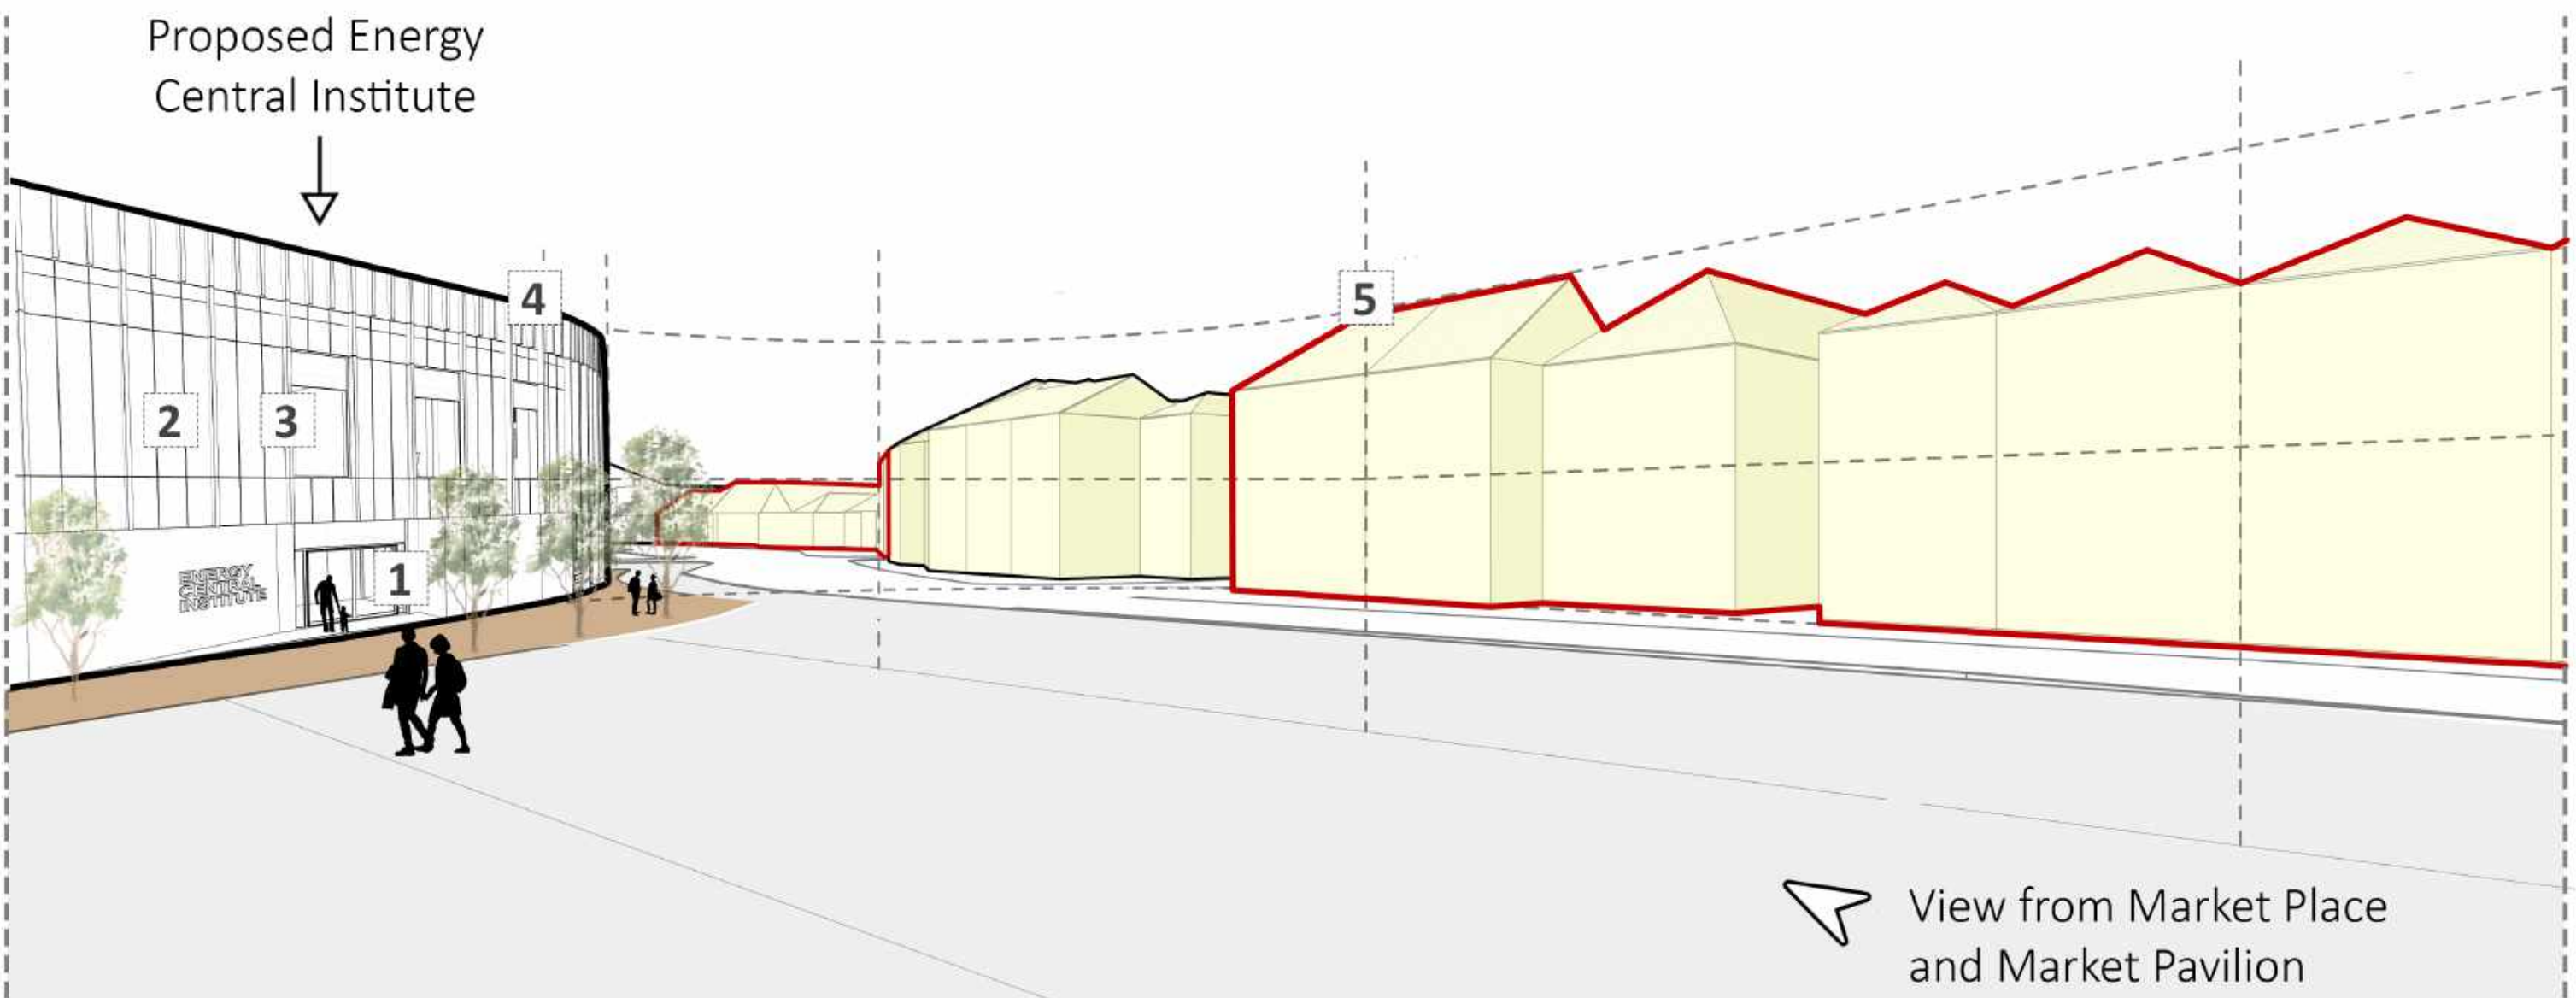 Proposed Energy
Central Institute
4
5
2
3
1
ENERGY
CENTRAL
INSTITUTE
View from Market Place
and Market Pavilion